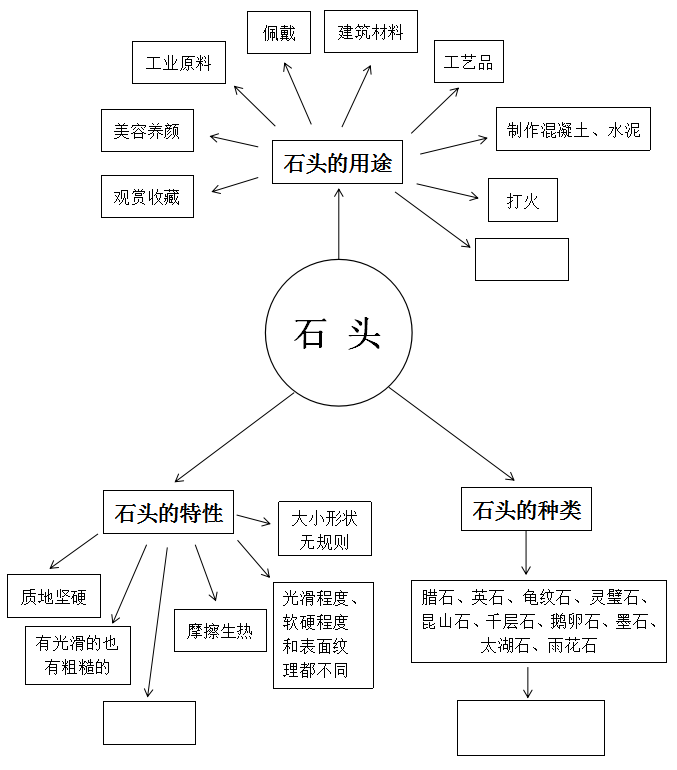 佩戴
建筑材料
工业原料
工艺品
美容养颜
制作混凝土、水泥
石头的用途
观赏收藏
打火
石 头
石头的特性
大小形状
无规则
石头的种类
质地坚硬
有光滑的也
有粗糙的
摩擦生热
光滑程度、
软硬程度
和表面纹
理都不同
腊石、英石、龟纹石、灵璧石、
昆山石、千层石、鹅卵石、墨石、
太湖石、雨花石